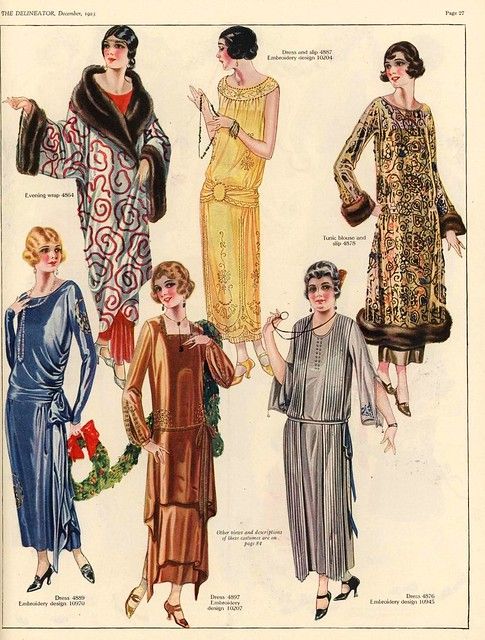 THE DELINEATOR, December, 1923
Page 27
Dress and slip 4887
Embroidery design 10204
Evening wrap 4864
Tunic blouse and
slip 4878
Other views and descriptions
of these costumes are on
page 84
Dress 4889
Embroidery design 10970
Dress 4897
Embroidery
design 10207
Dress 4876
Embroidery design 10945